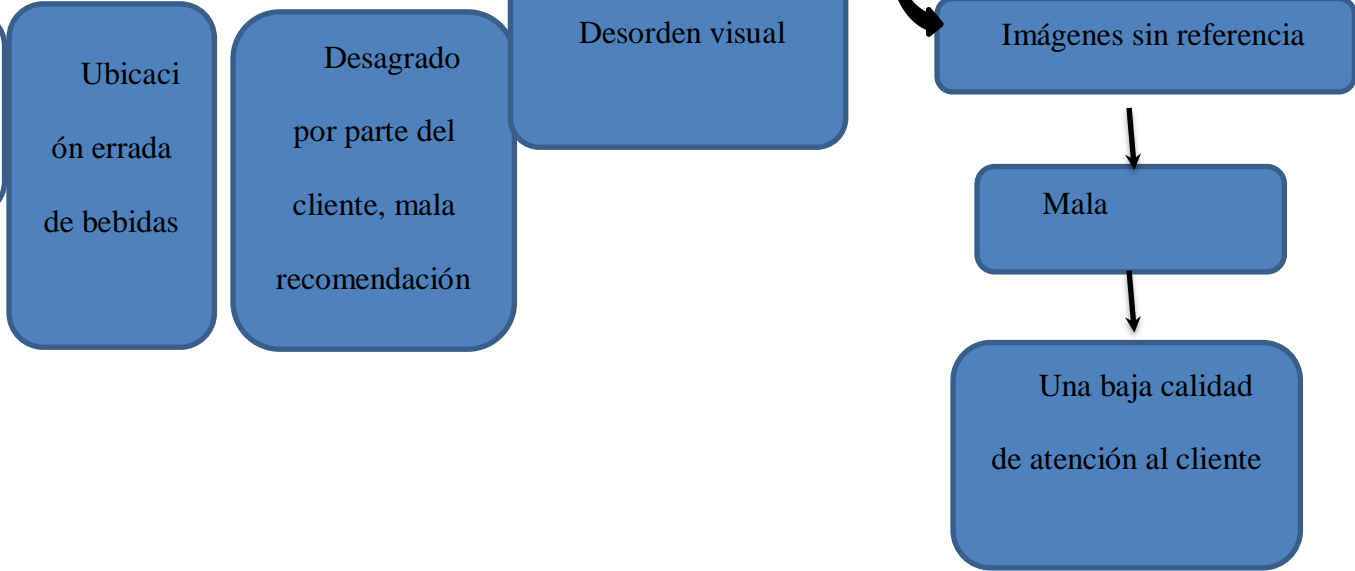 Ubicaci
ón errada
de bebidas
Desagrado
por parte del
cliente, mala
recomendación
Desorden visual
Imágenes sin referencia
Mala
Una baja calidad
de atención al cliente